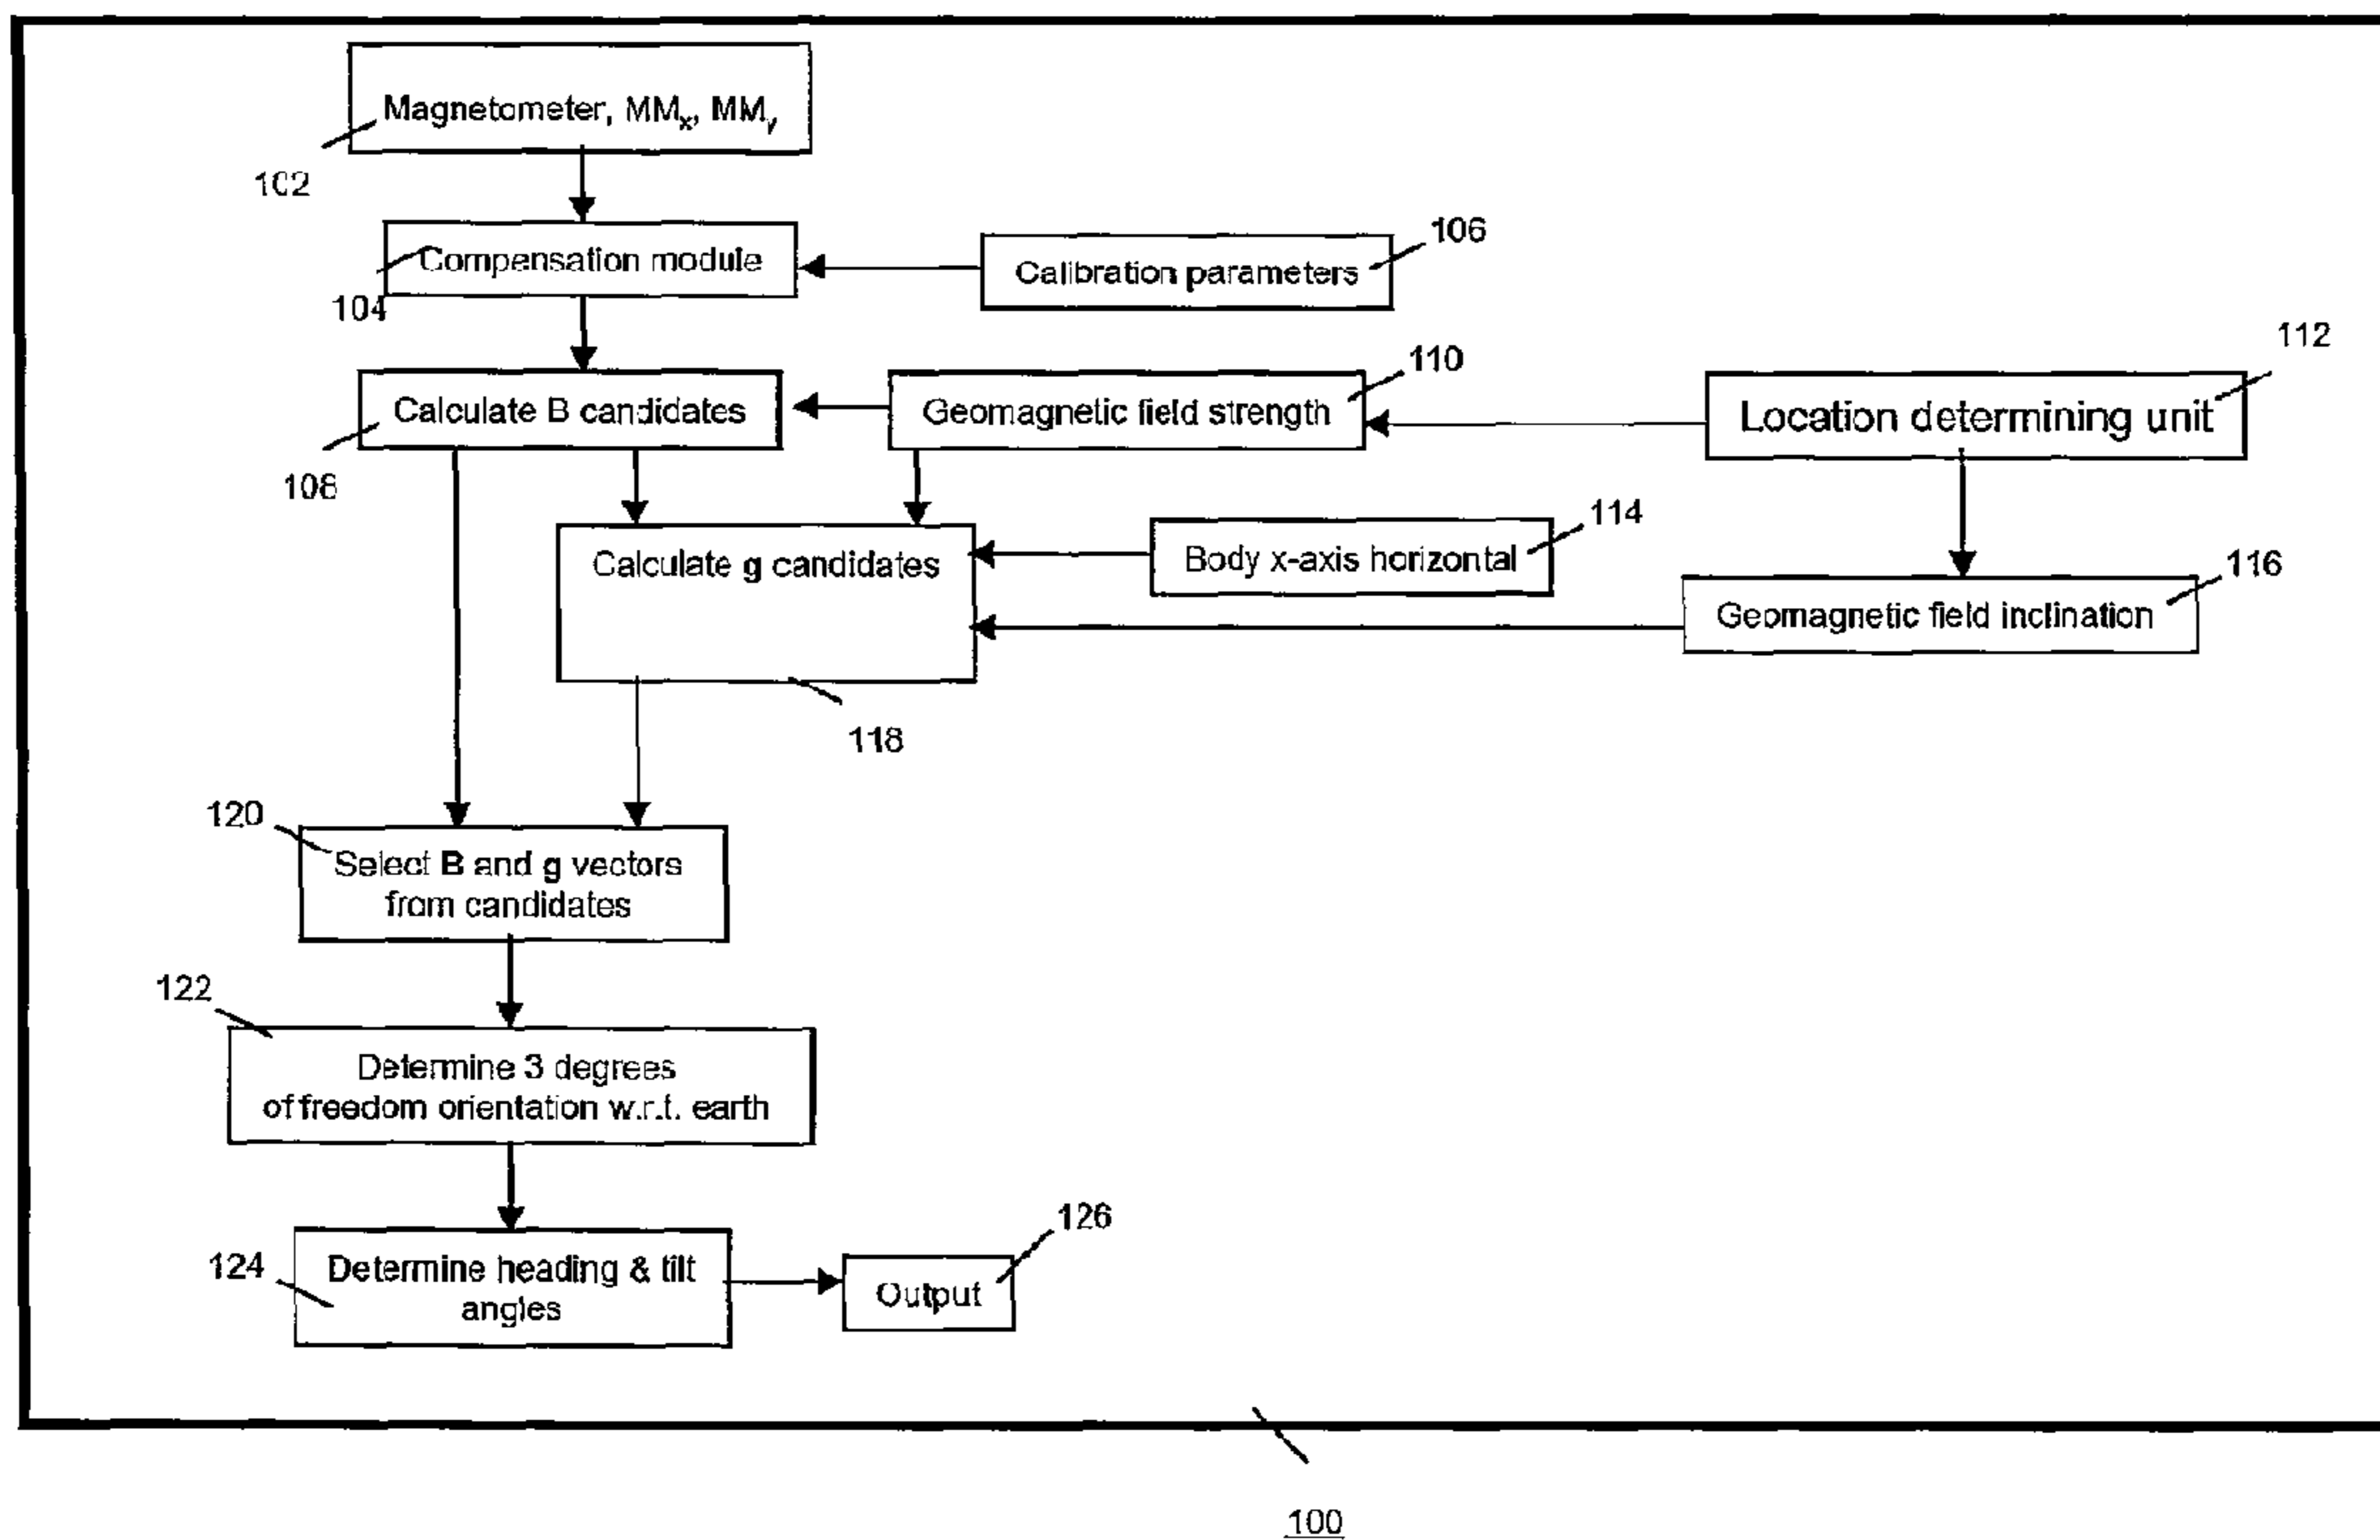 Magnetometer, MMx, MMy
102
Compensation module
104
106
Calibration parameters
Calculate B candidates
108
110
Geomagnetic field strength
112
Location determining unit
114
Body x-axis horizontal
116
Geomagnetic field inclination
Calculate g candidates
118
120
Select B and g vectors
from candidates
122
Determine 3 degrees
of freedom orientation w.r.t. earth
124
Determine heading & tilt
angles
126
Output
100